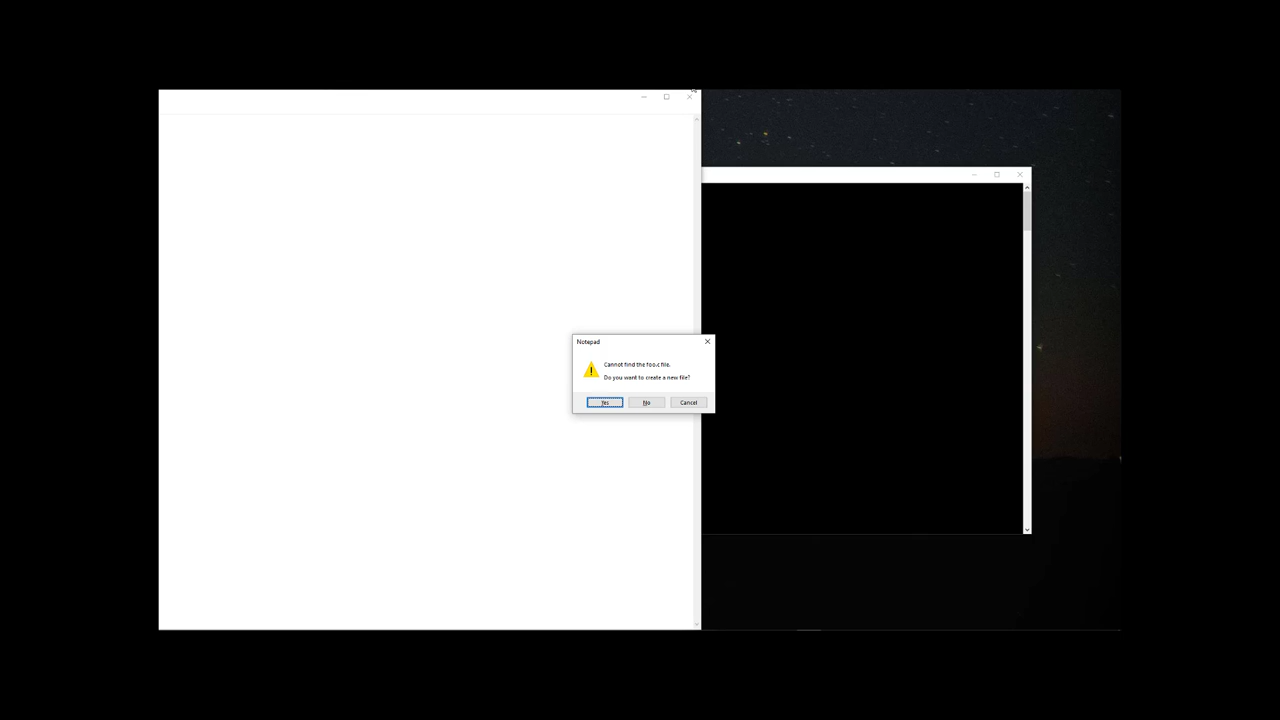 Notepad
Cannot find the foo.c file.
Do you want to create a new file?
Yes
No
Cancel